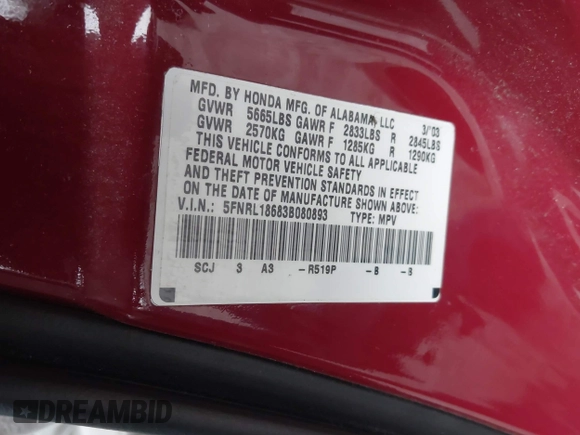 MFD. BY HONDA MFG. OF ALABAMA, LLC 3/'03
GVWR 5665LBS GAWR F 2833LBS R 2845LBS
GVWR 2570KG GAWR F 1285KG R 1290KG
THIS VEHICLE CONFORMS TO ALL APPLICABLE
FEDERAL MOTOR VEHICLE SAFETY
AND THEFT PREVENTION STANDARDS IN EFFECT
ON THE DATE OF MANUFACTURE SHOWN ABOVE.
V.I.N.: 5FNRL18683B080893 TYPE: MPV
SCJ 3 A3 -R519P -B -B
DREAMBID